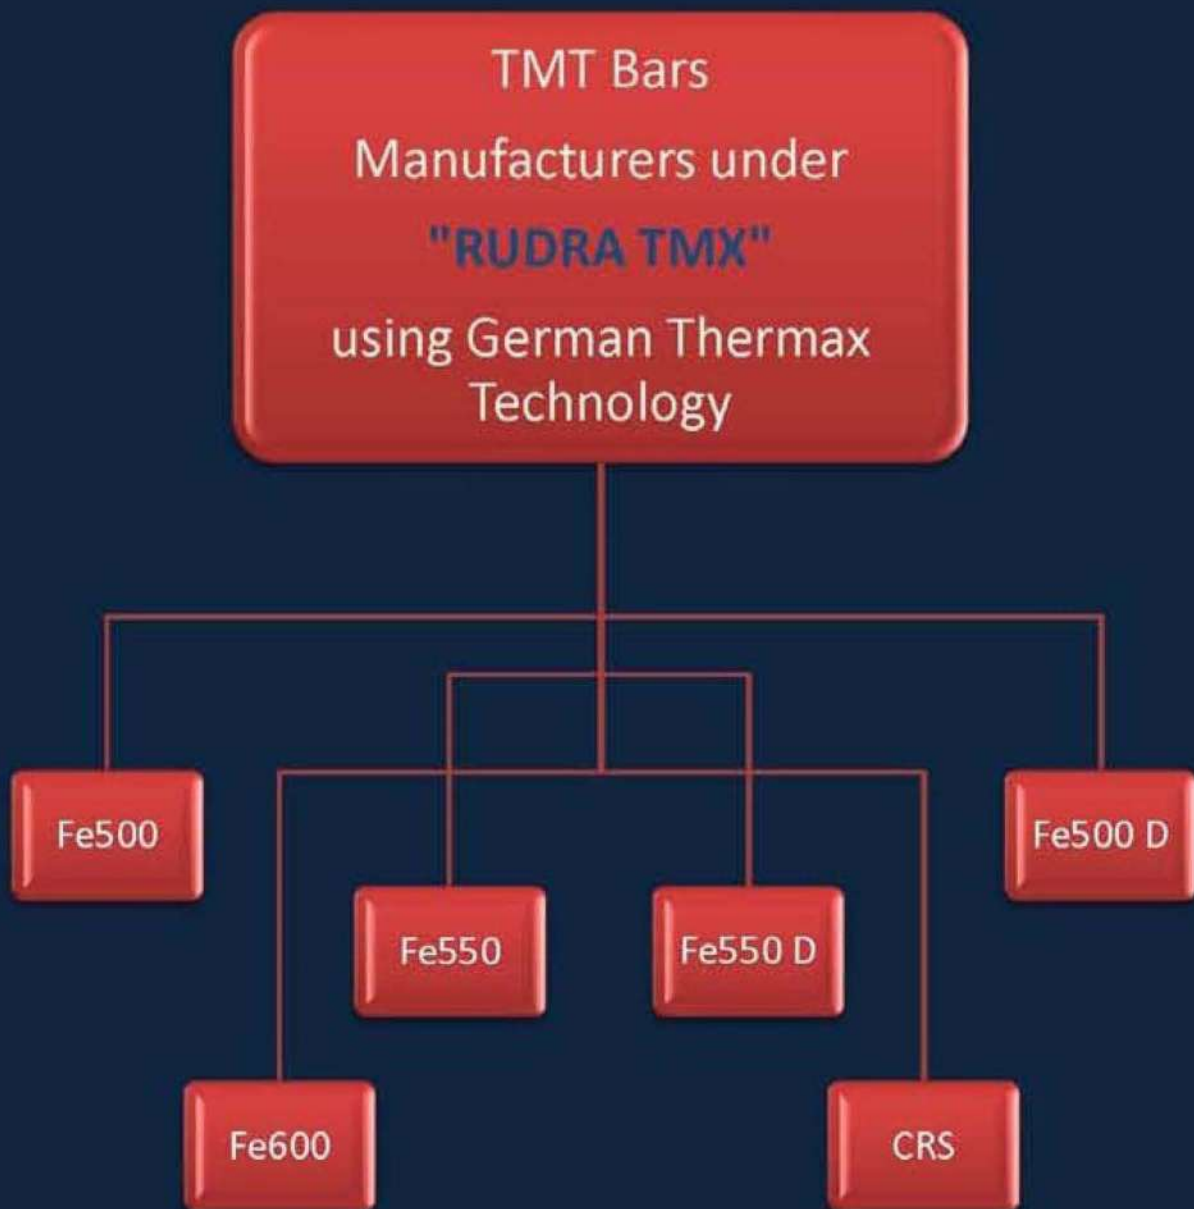 TMT Bars
Manufacturers under
"RUDRA TMX"
using German Thermax
Technology
Fe500
Fe500 D
Fe550
Fe550 D
Fe600
CRS